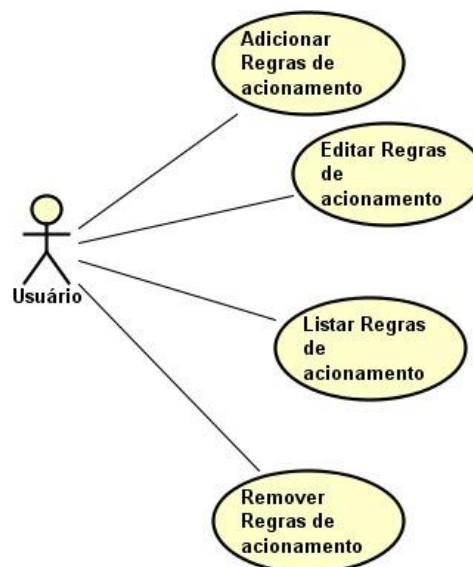 Adicionar
Regras de
acionamento
Editar Regras
de
acionamento
Usuário
Listar Regras
de
acionamento
Remover
Regras de
acionamento